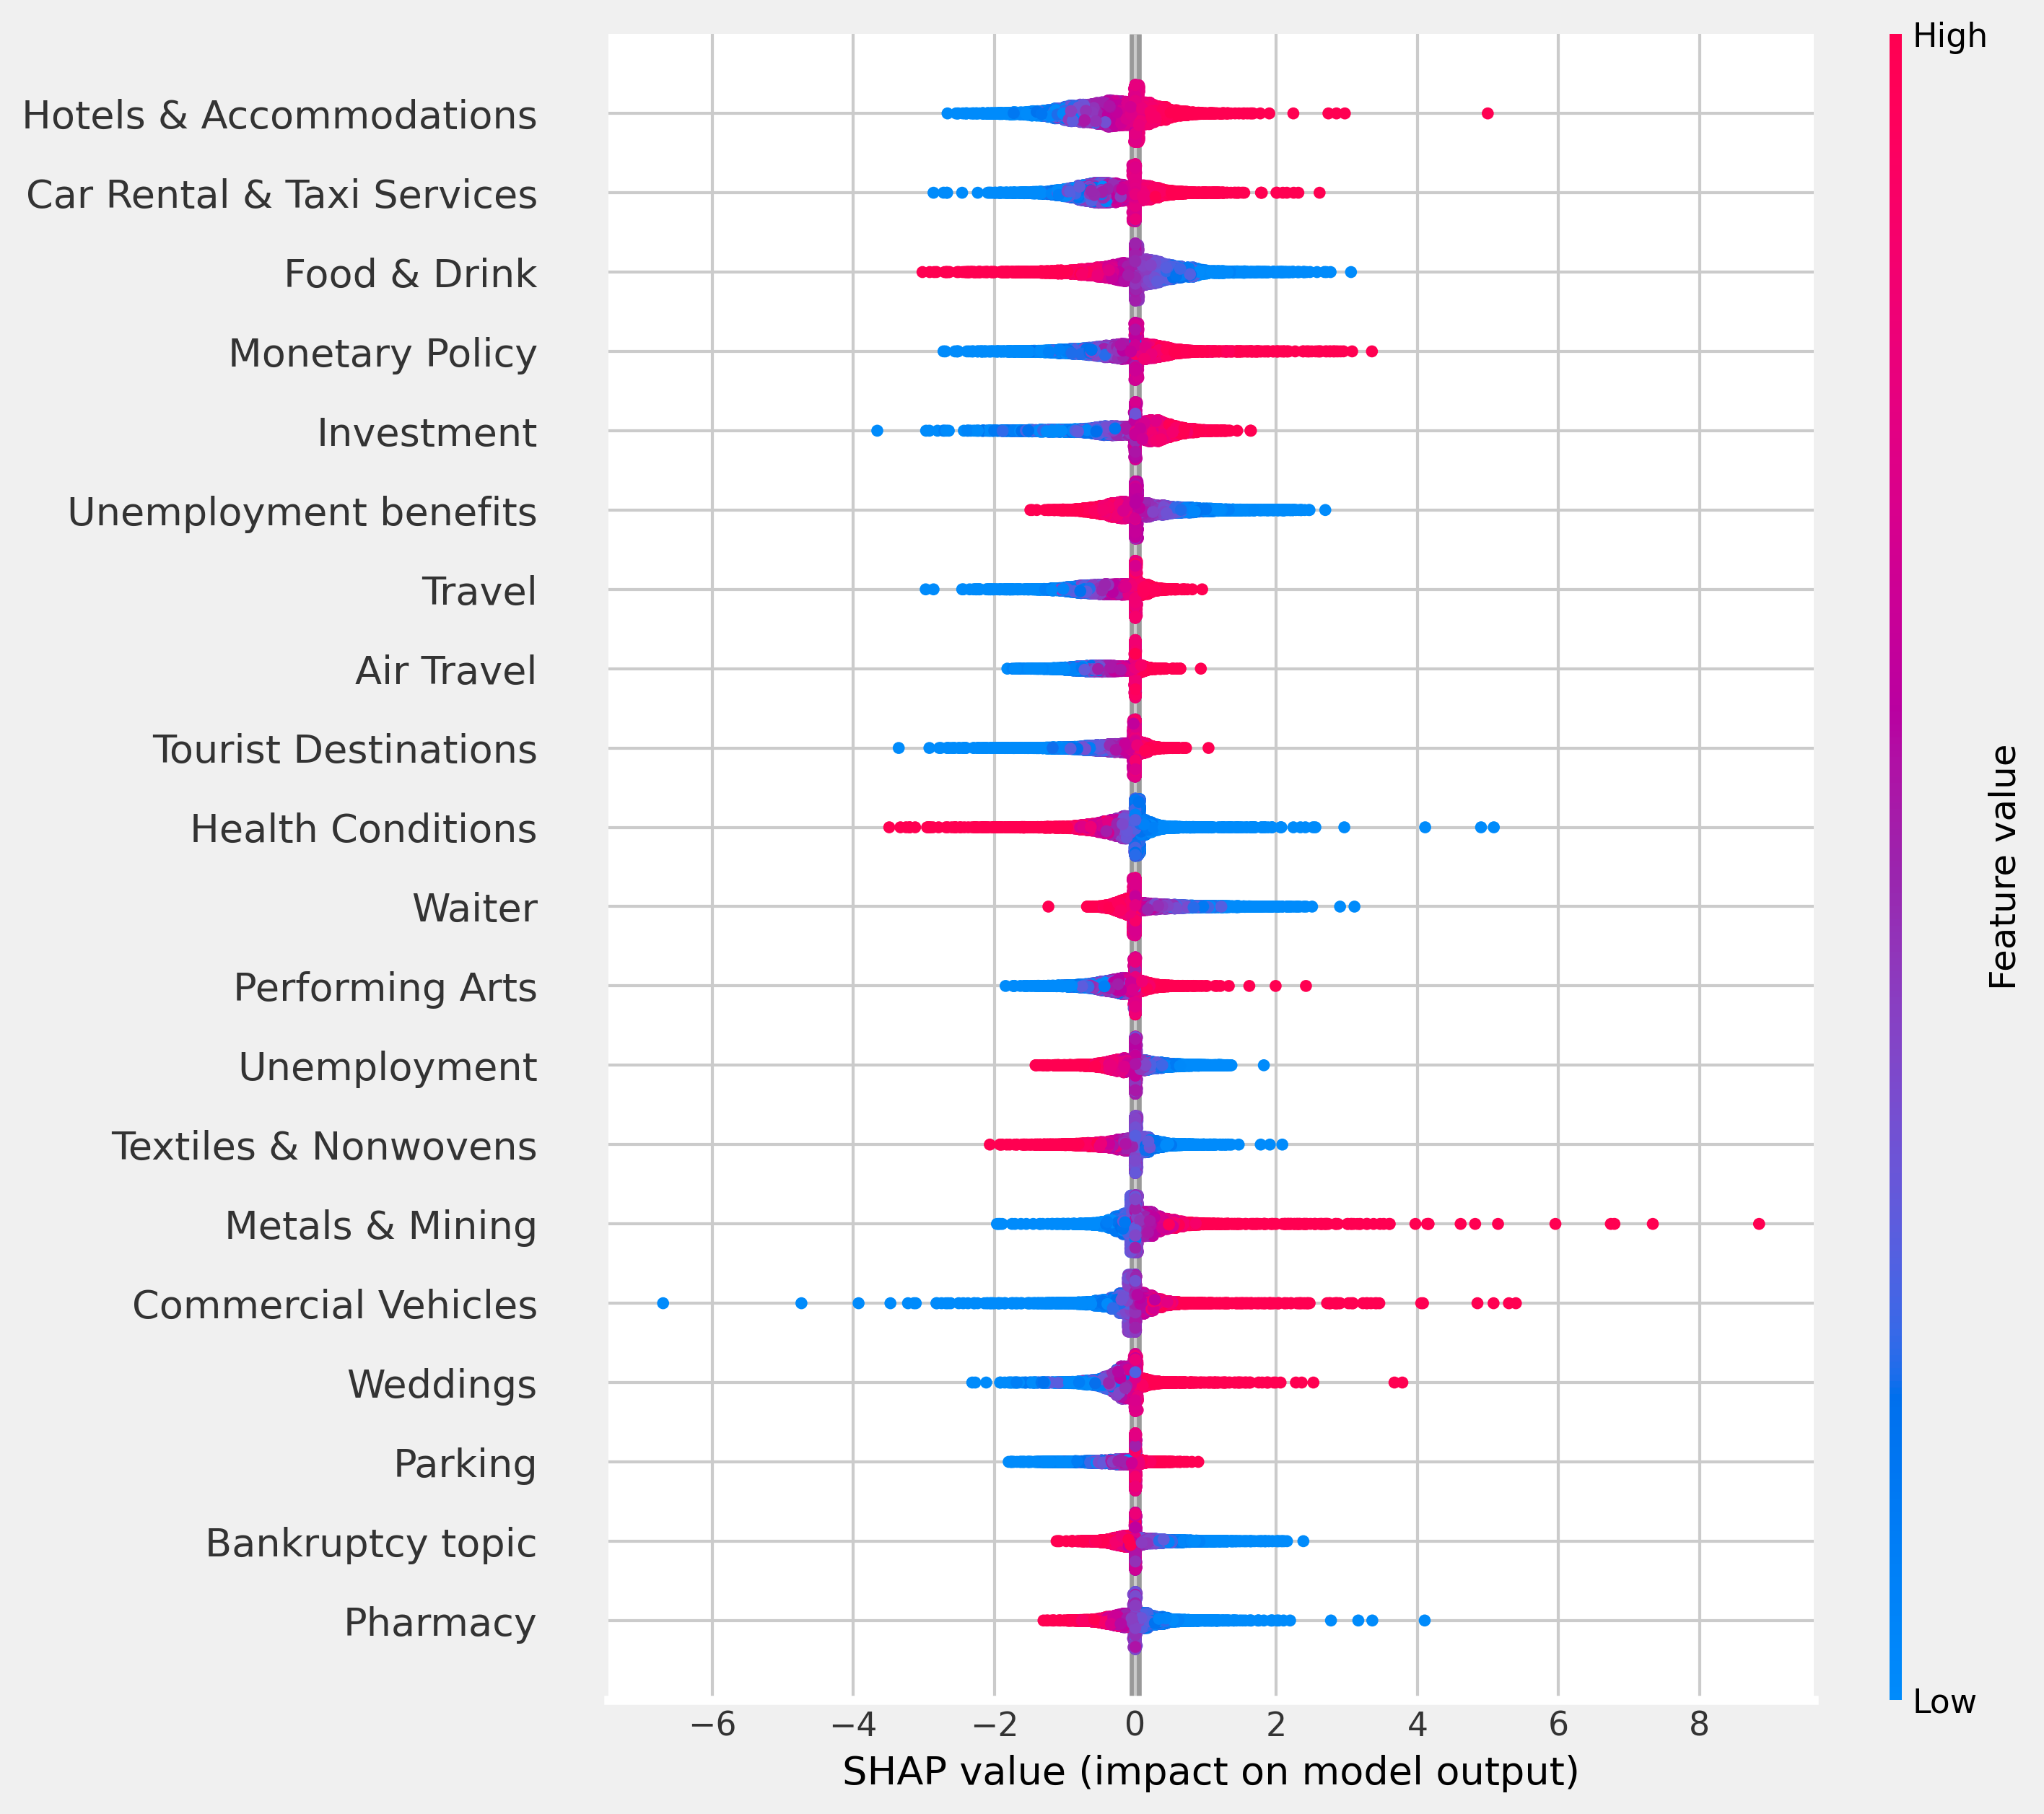 High
Hotels & Accommodations
Car Rental & Taxi Services
Food & Drink
Monetary Policy
Investment
Unemployment benefits
Travel
Air Travel
Tourist Destinations
Health Conditions
Waiter
Performing Arts
Unemployment
Textiles & Nonwovens
Metals & Mining
Commercial Vehicles
Weddings
Parking
Bankruptcy topic
Pharmacy
Feature value
Low
−6 −4 −2 0 2 4 6 8
SHAP value (impact on model output)